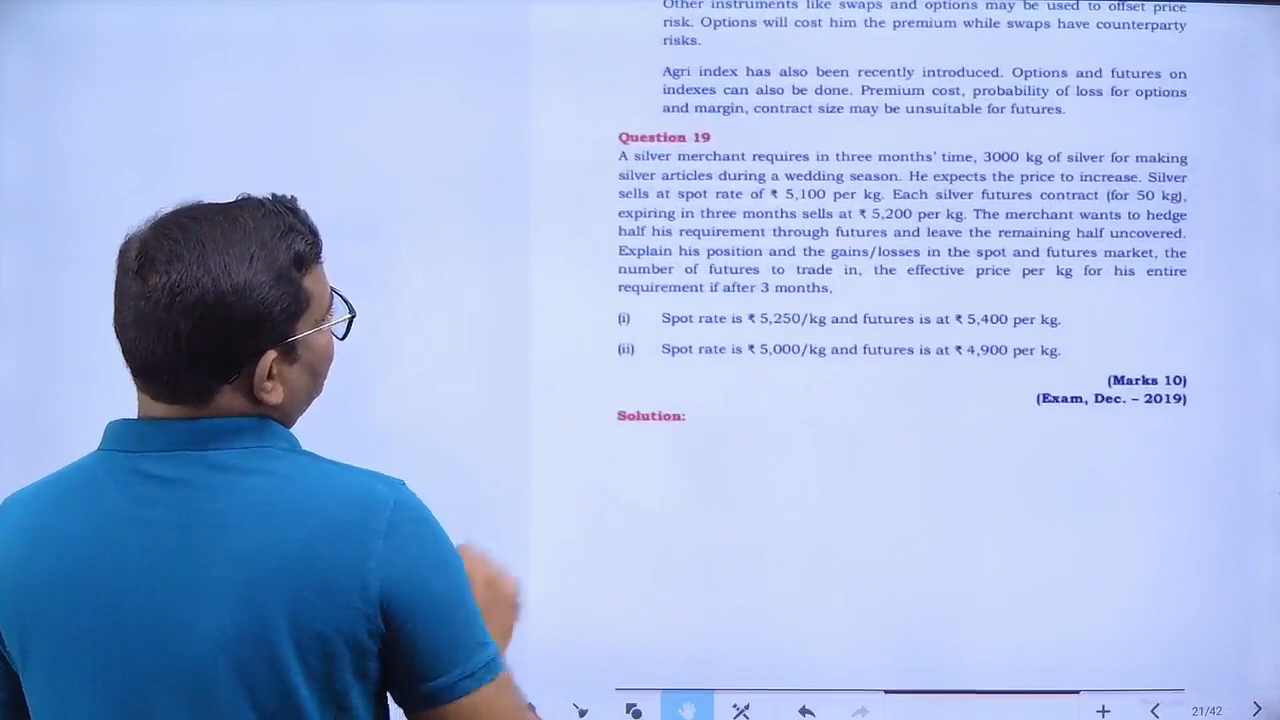 Other instruments like swaps and options may be used to offset price
risk. Options will cost him the premium while swaps have counterparty
risks.
Agri index has also been recently introduced. Options and futures on
indexes can also be done. Premium cost, probability of loss for options
and margin, contract size may be unsuitable for futures.
Question 19
A silver merchant requires in three months' time, 3000 kg of silver for making
silver articles during a wedding season. He expects the price to increase. Silver
sells at spot rate of ₹ 5,100 per kg. Each silver futures contract (for 50 kg),
expiring in three months sells at ₹ 5,200 per kg. The merchant wants to hedge
half his requirement through futures and leave the remaining half uncovered.
Explain his position and the gains/losses in the spot and futures market, the
number of futures to trade in, the effective price per kg for his entire
requirement if after 3 months,
(i) Spot rate is ₹ 5,250/kg and futures is at ₹ 5,400 per kg.
(ii) Spot rate is ₹ 5,000/kg and futures is at ₹ 4,900 per kg.
(Marks 10)
(Exam, Dec. – 2019)
Solution:
21/42